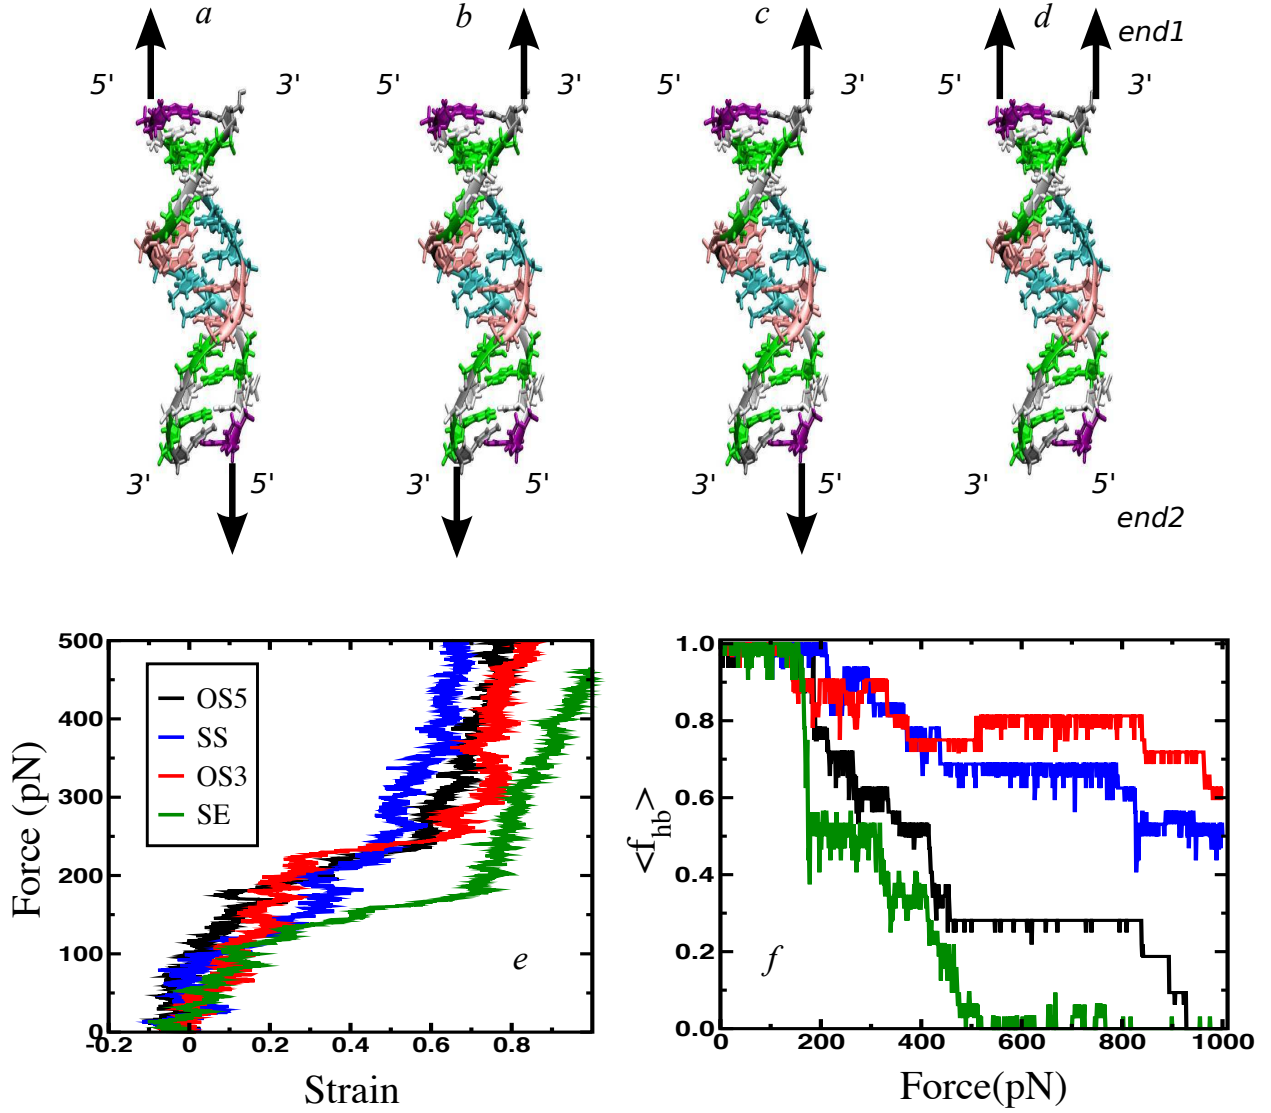 a b c d end1
5' 3' 5' 3' 5' 3' 5' 3'
3' 5' 3' 5' 3' 5' 3' 5'
end2
500
400
300
200
100
0
Force (pN)
OS5
SS
OS3
SE
e
-0.2 0 0.2 0.4 0.6 0.8
Strain
1.0
0.8
0.6
0.4
0.2
0.0
<f_hb>
f
0 200 400 600 800 1000
Force(pN)